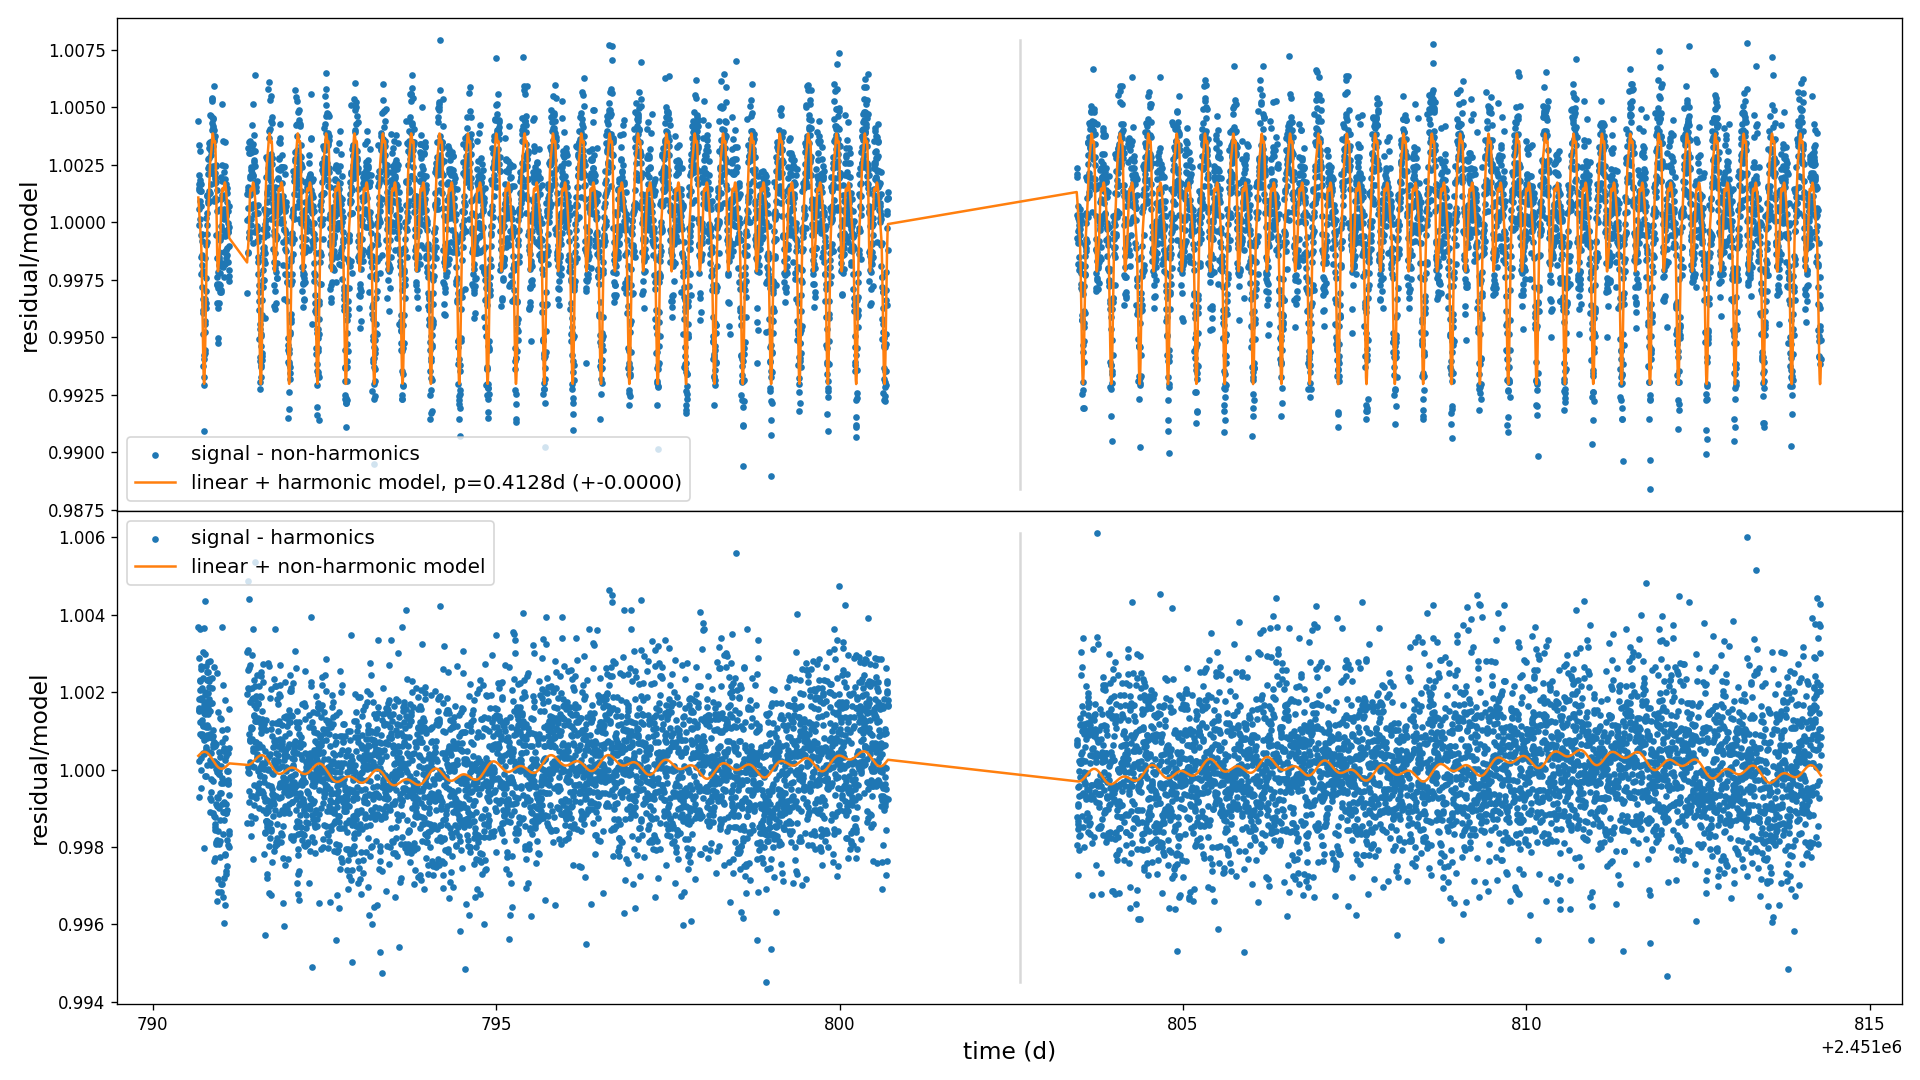 1.0075
1.0050
1.0025
1.0000
0.9975
0.9950
0.9925
0.9900
0.9875
residual/model
signal - non-harmonics
linear + harmonic model, p=0.4128d (+-0.0000)
1.006
1.004
1.002
1.000
0.998
0.996
0.994
residual/model
signal - harmonics
linear + non-harmonic model
790
795
800
805
810
815
time (d)
+2.451e6